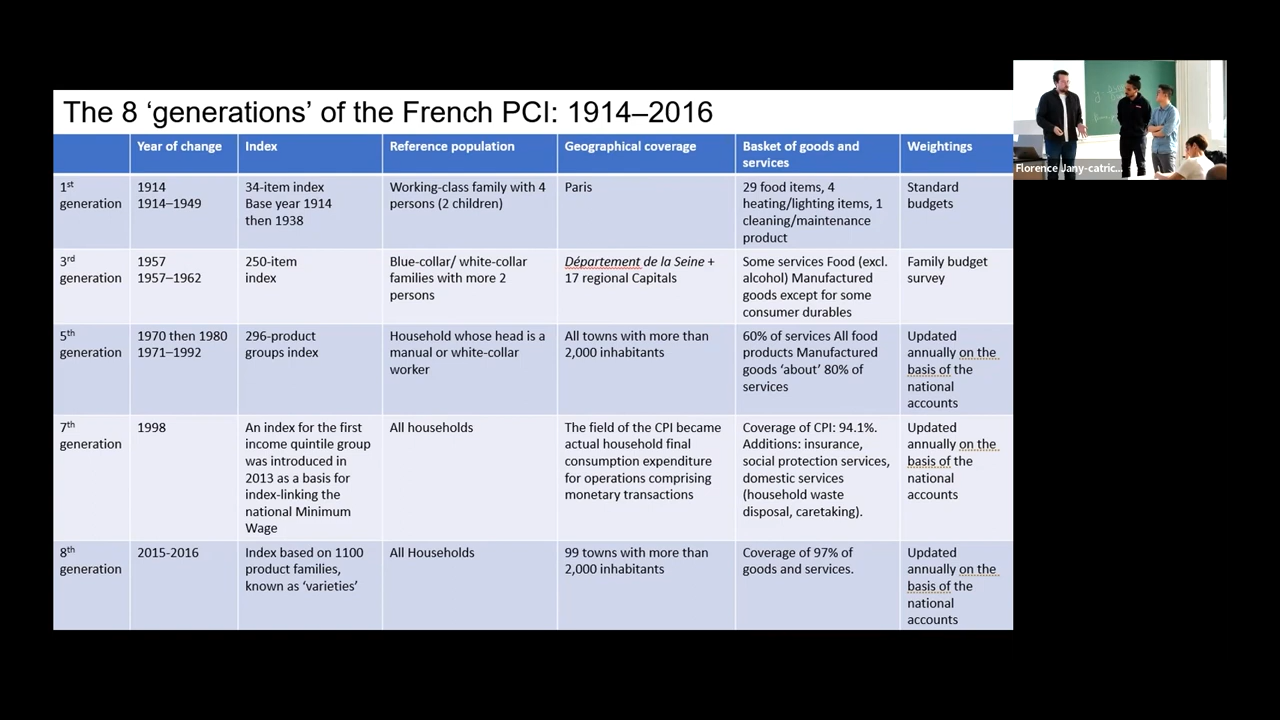 The 8 ‘generations’ of the French PCI: 1914–2016
Year of change
Index
Reference population
Geographical coverage
Basket of goods and
services
Weightings
1st
generation
1914
1914–1949
34-item index
Base year 1914
then 1938
Working-class family with 4
persons (2 children)
Paris
29 food items, 4
heating/lighting items, 1
cleaning/maintenance
product
Standard
budgets
3rd
generation
1957
1957–1962
250-item
index
Blue-collar/ white-collar
families with more 2
persons
Département de la Seine +
17 regional Capitals
Some services Food (excl.
alcohol) Manufactured
goods except for some
consumer durables
Family budget
survey
5th
generation
1970 then 1980
1971–1992
296-product
groups index
Household whose head is a
manual or white-collar
worker
All towns with more than
2,000 inhabitants
60% of services All food
products Manufactured
goods ‘about’ 80% of
services
Updated
annually on the
basis of the
national
accounts
7th
generation
1998
An index for the first
income quintile group
was introduced in
2013 as a basis for
index-linking the
national Minimum
Wage
All households
The field of the CPI became
actual household final
consumption expenditure
for operations comprising
monetary transactions
Coverage of CPI: 94.1%.
Additions: insurance,
social protection services,
domestic services
(household waste
disposal, caretaking).
Updated
annually on the
basis of the
national
accounts
8th
generation
2015-2016
Index based on 1100
product families,
known as ‘varieties’
All Households
99 towns with more than
2,000 inhabitants
Coverage of 97% of
goods and services.
Updated
annually on the
basis of the
national
accounts
Florence Jany-catric...